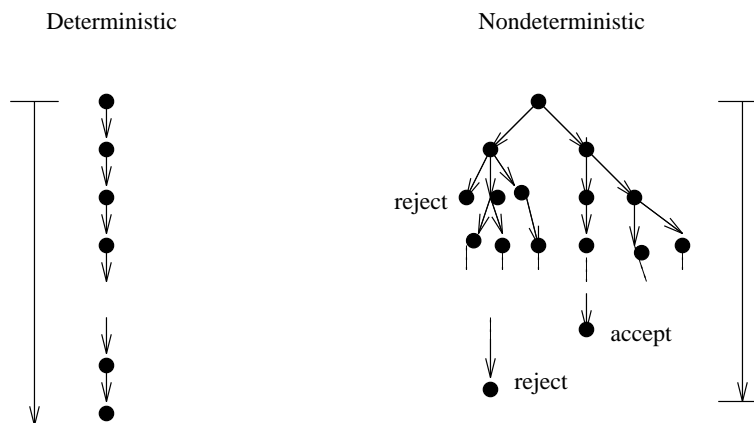 Deterministic
Nondeterministic
reject
accept
reject